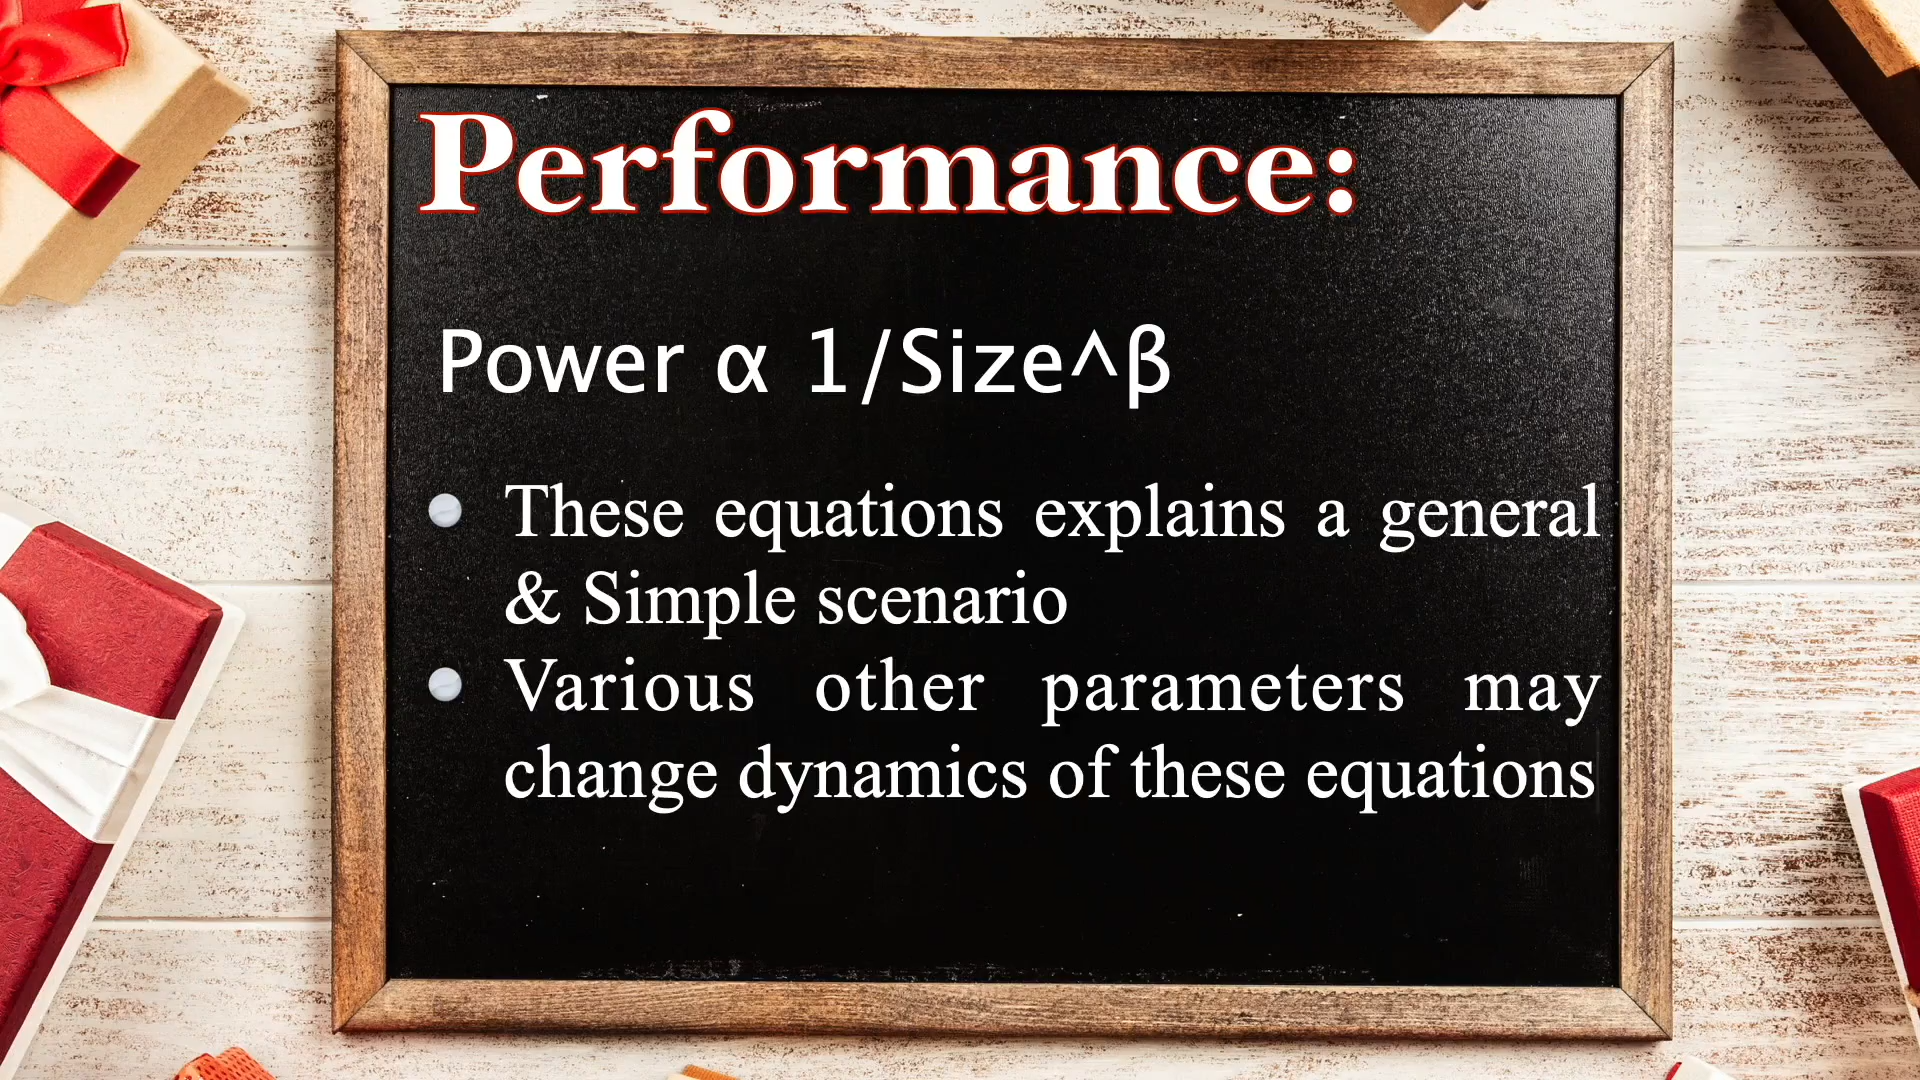 Performance:
Power α 1/Size^β
These equations explains a general
& Simple scenario
Various other parameters may
change dynamics of these equations